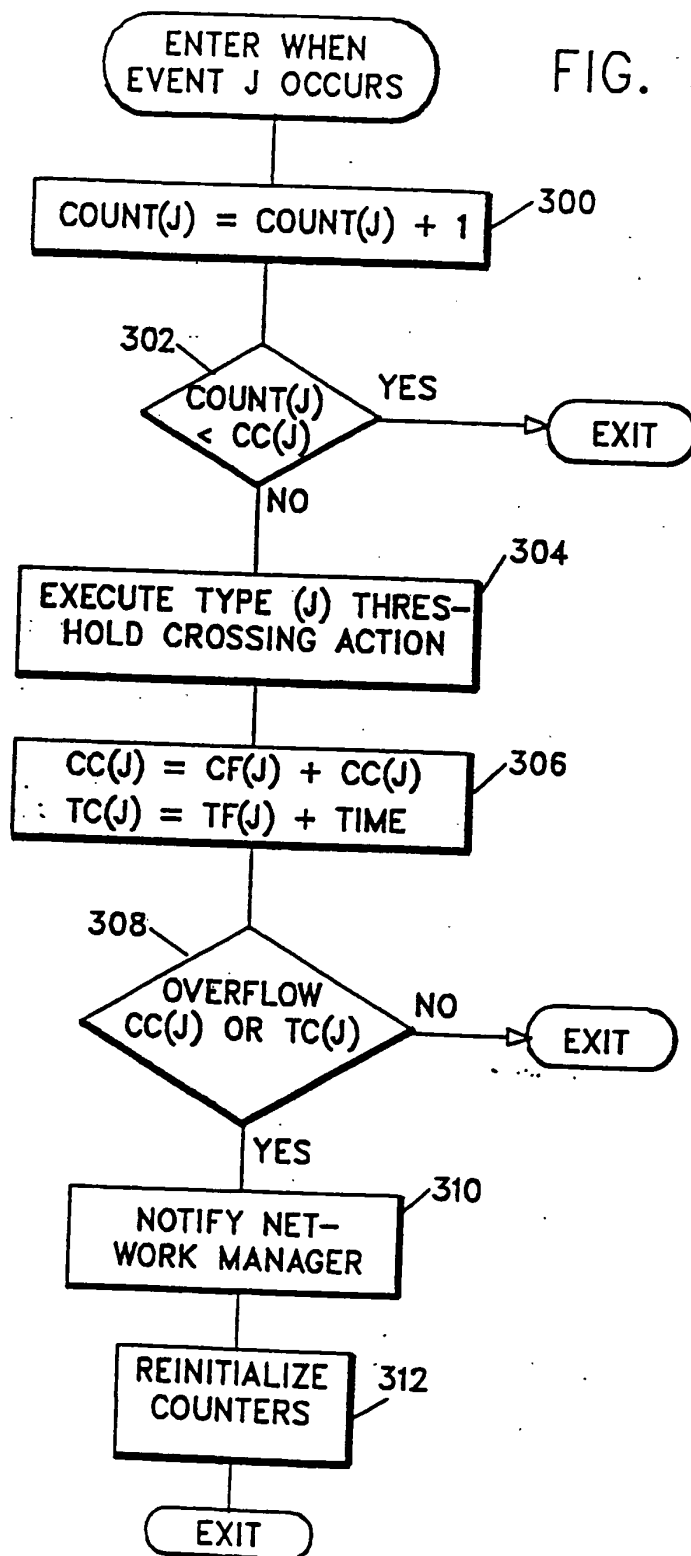 ENTER WHEN
EVENT J OCCURS
FIG.
COUNT(J) = COUNT(J) + 1
300
302
COUNT(J)
< CC(J)
YES
EXIT
NO
304
EXECUTE TYPE (J) THRES-
HOLD CROSSING ACTION
306
CC(J) = CF(J) + CC(J)
TC(J) = TF(J) + TIME
308
OVERFLOW
CC(J) OR TC(J)
NO
EXIT
YES
310
NOTIFY NET-
WORK MANAGER
REINITIALIZE
COUNTERS
312
EXIT